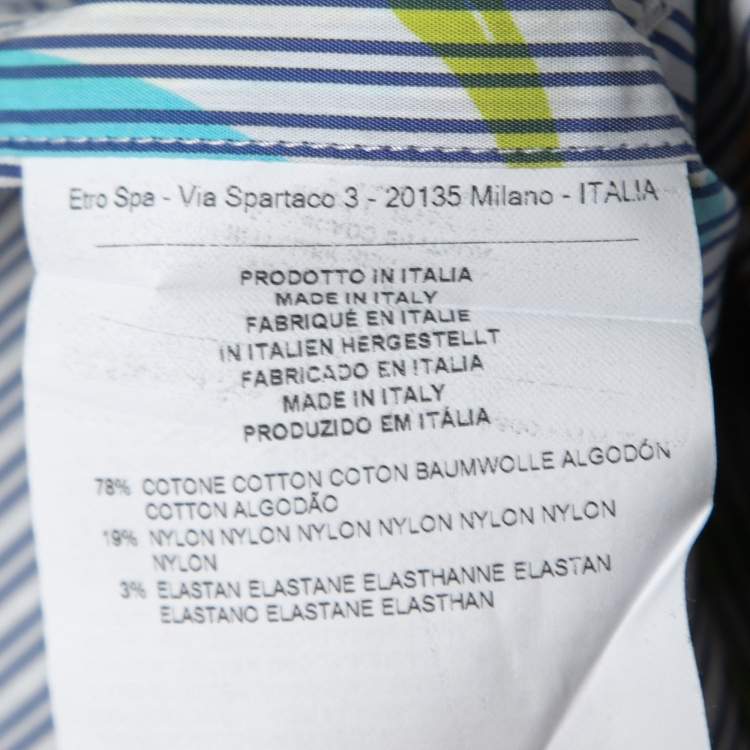 Etro Spa - Via Spartaco 3 - 20135 Milano - ITALIA
PRODOTTO IN ITALIA
MADE IN ITALY
FABRIQUÉ EN ITALIE
IN ITALIEN HERGESTELLT
FABRICADO EN ITALIA
MADE IN ITALY
PRODUZIDO EM ITÁLIA
78% COTONE COTTON COTON BAUMWOLLE ALGODÓN
COTTON ALGODÃO
19% NYLON NYLON NYLON NYLON NYLON NYLON
NYLON
3% ELASTAN ELASTANE ELASTHANNE ELASTAN
ELASTANO ELASTANE ELASTHAN